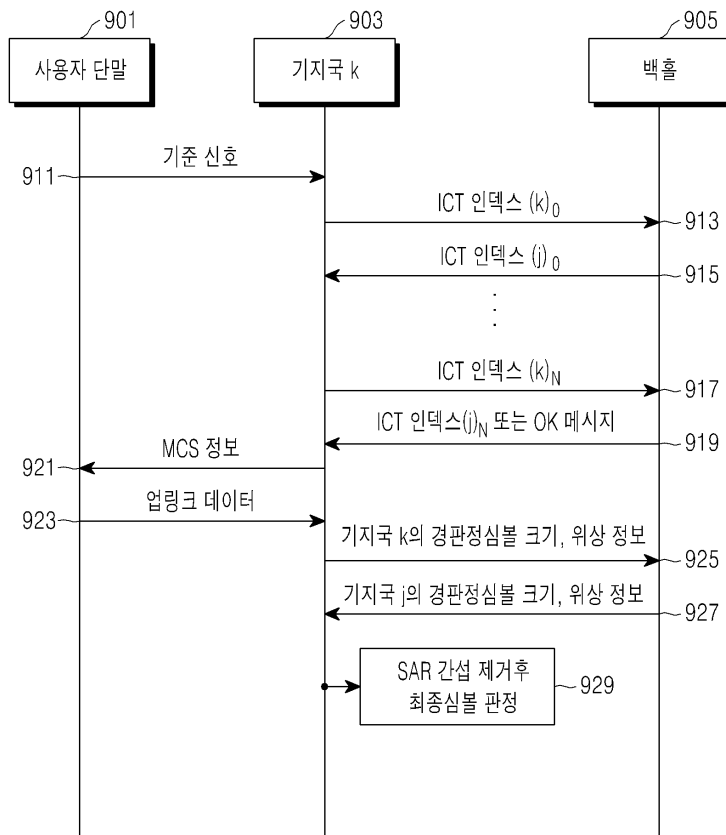 901
903
905
사용자 단말
기지국 k
백홀
기준 신호
911
ICT 인덱스 (k)0
913
ICT 인덱스 (j)0
915
ICT 인덱스 (k)N
917
ICT 인덱스(j)N 또는 OK 메시지
919
MCS 정보
921
업링크 데이터
923
기지국 k의 경판정심볼 크기, 위상 정보
925
기지국 j의 경판정심볼 크기, 위상 정보
927
SAR 간섭 제거후
최종심볼 판정
929